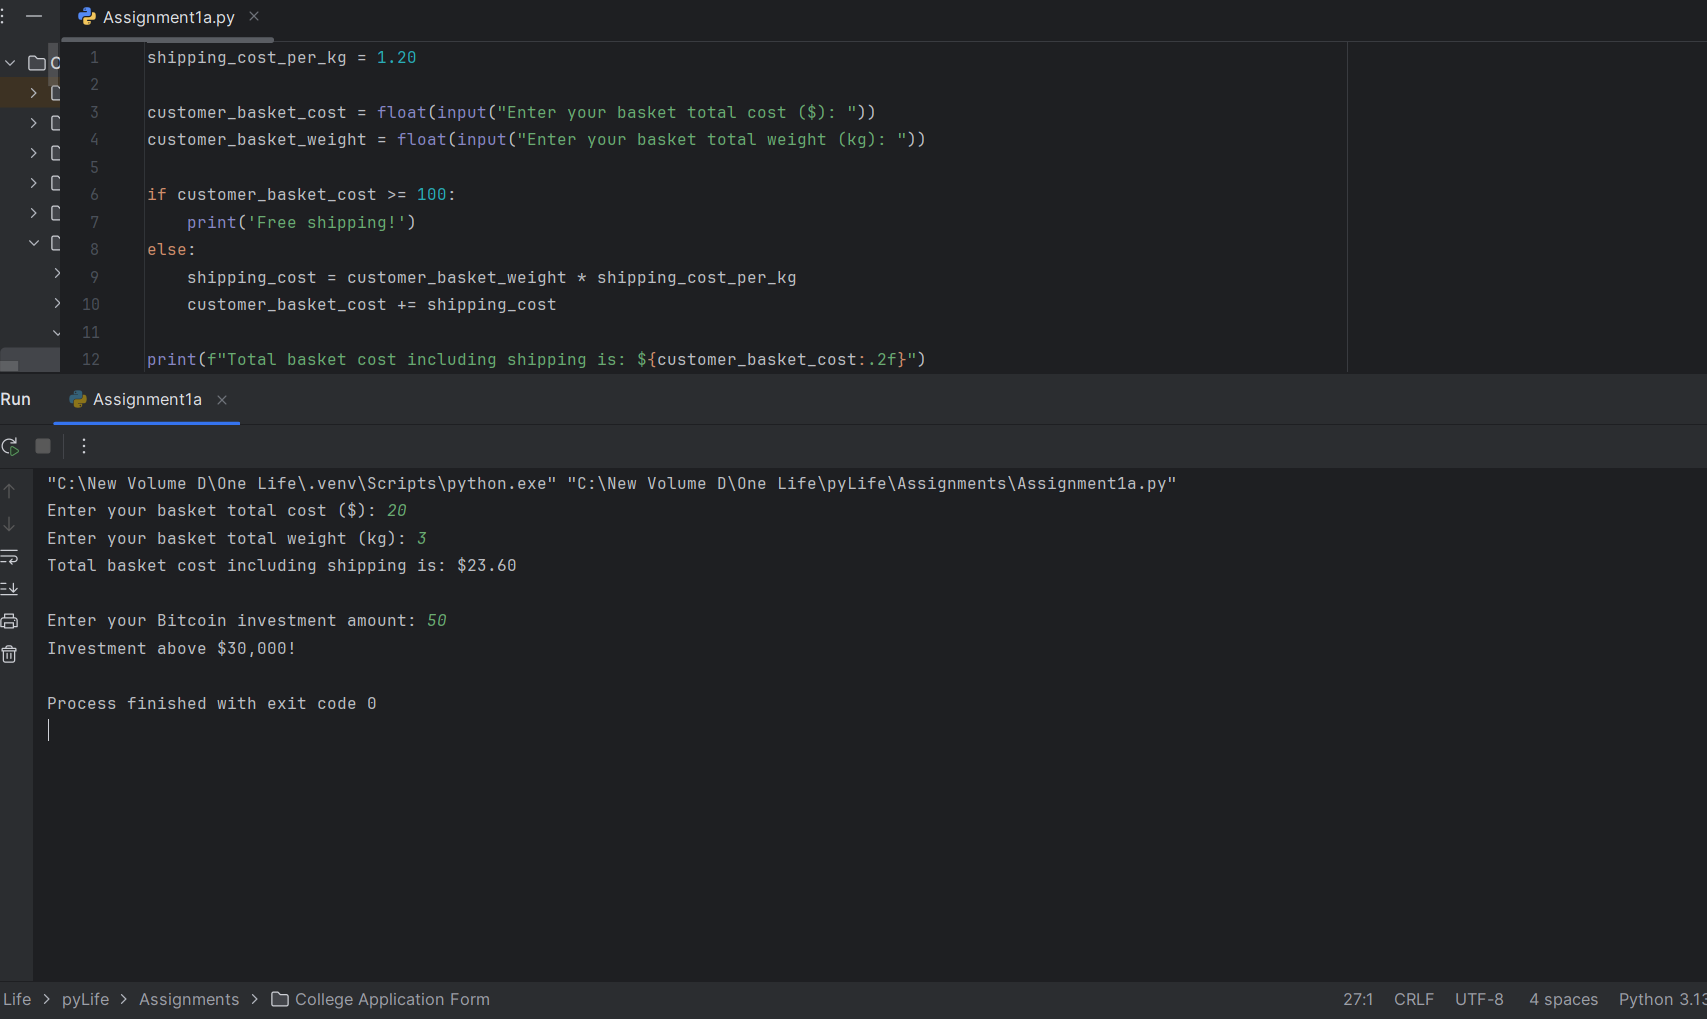 Assignment1a.py
1 shipping_cost_per_kg = 1.20
2
3 customer_basket_cost = float(input("Enter your basket total cost ($): "))
4 customer_basket_weight = float(input("Enter your basket total weight (kg): "))
5
6 if customer_basket_cost >= 100:
7     print('Free shipping!')
8 else:
9     shipping_cost = customer_basket_weight * shipping_cost_per_kg
10     customer_basket_cost += shipping_cost
11
12 print(f"Total basket cost including shipping is: ${customer_basket_cost:.2f}")
Run Assignment1a
"C:\New Volume D\One Life\.venv\Scripts\python.exe" "C:\New Volume D\One Life\pyLife\Assignments\Assignment1a.py"
Enter your basket total cost ($): 20
Enter your basket total weight (kg): 3
Total basket cost including shipping is: $23.60
Enter your Bitcoin investment amount: 50
Investment above $30,000!
Process finished with exit code 0
Life > pyLife > Assignments > College Application Form 27:1 CRLF UTF-8 4 spaces Python 3.13